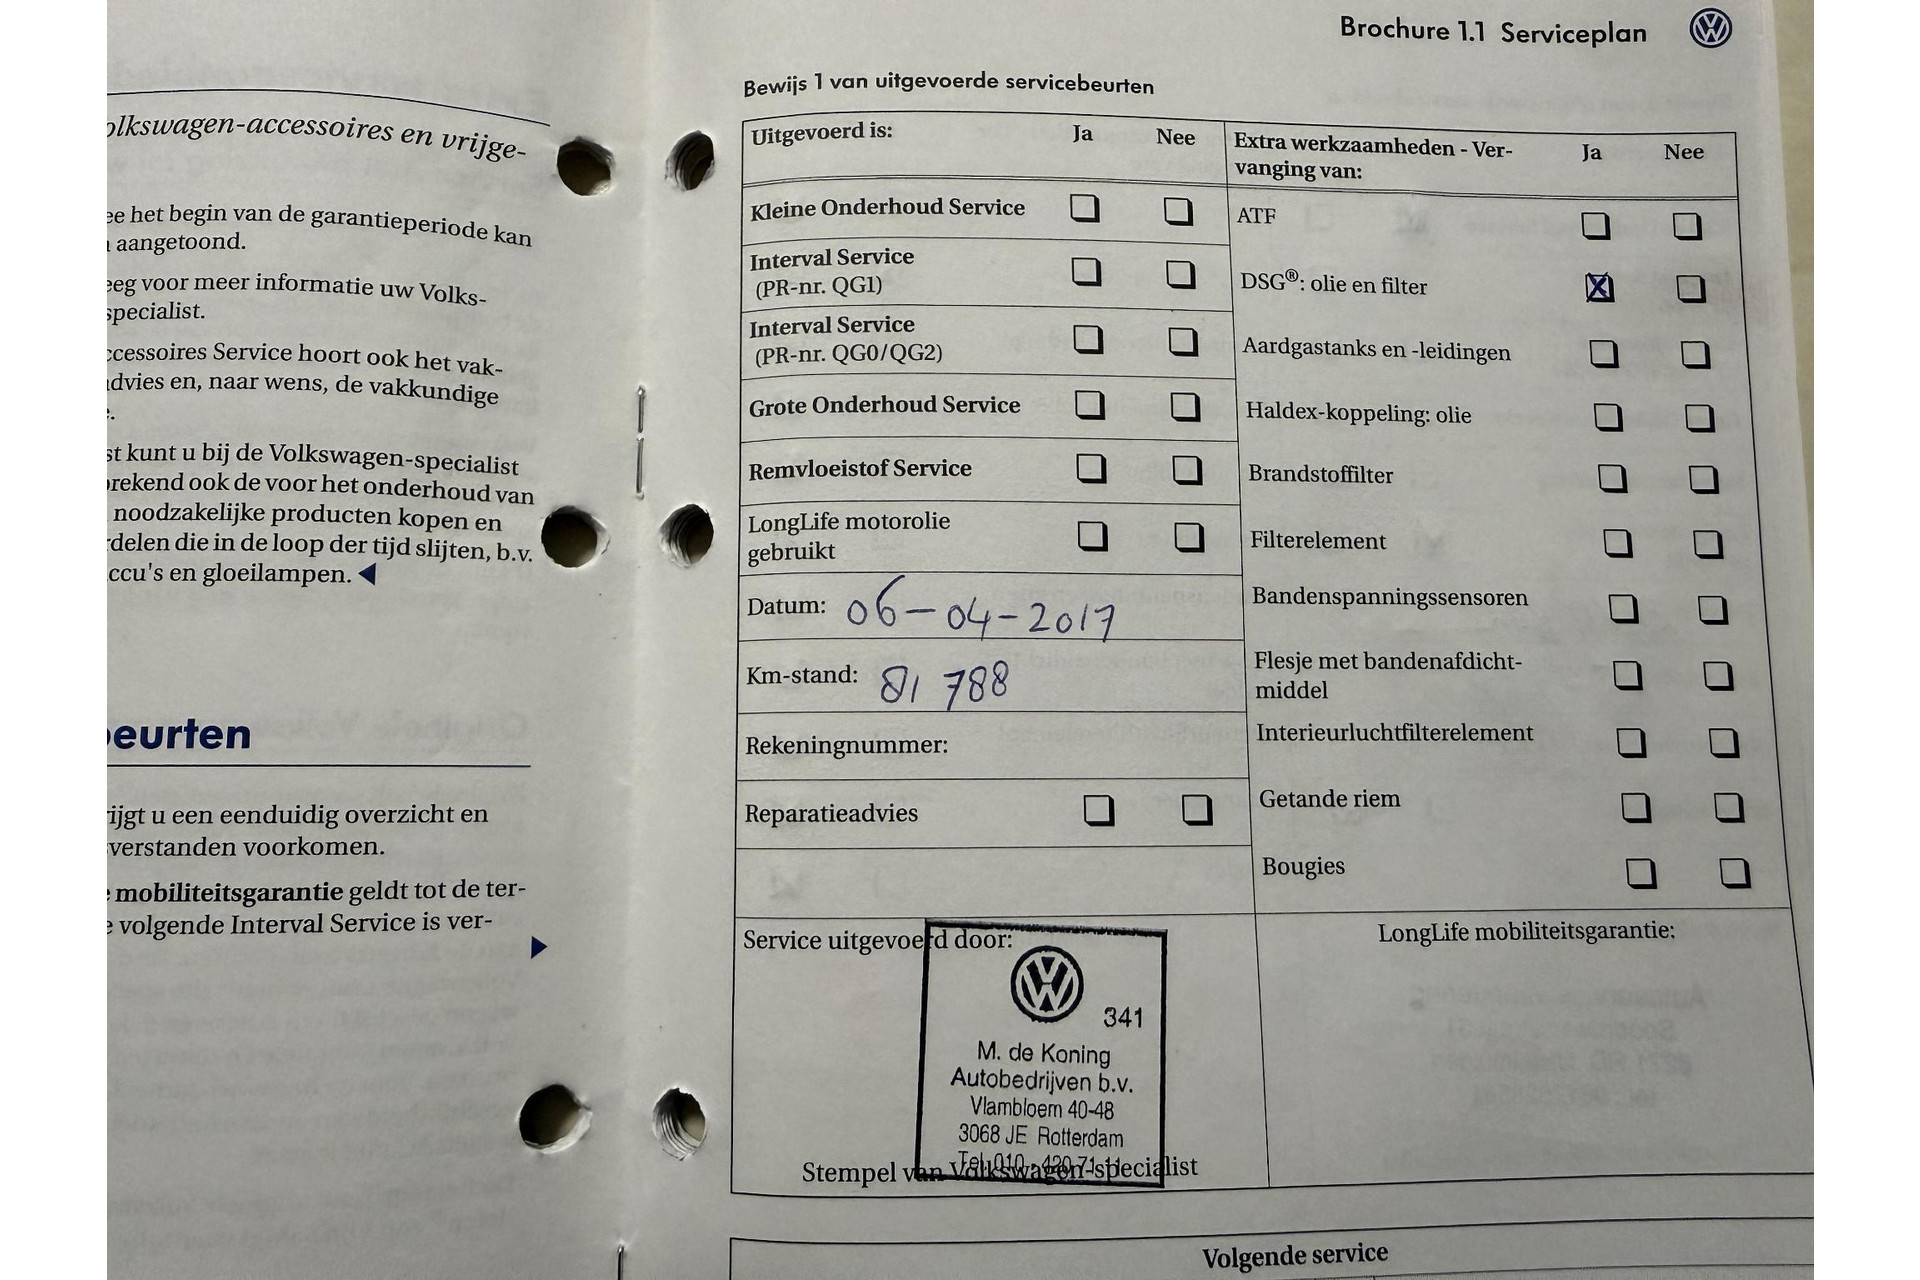 olkswagen-accessoires en vrijge-
ee het begin van de garantieperiode kan
aangetoond.
eeg voor meer informatie uw Volks-
specialist.
ccessoires Service hoort ook het vak-
dvies en, naar wens, de vakkundige
e.
st kunt u bij de Volkswagen-specialist
rekend ook de voor het onderhoud van
noodzakelijke producten kopen en
delen die in de loop der tijd slijten, b.v.
ccu's en gloeilampen.
eurten
rijgt u een eenduidig overzicht en
verstanden voorkomen.
e mobiliteitsgarantie geldt tot de ter-
e volgende Interval Service is ver-
Brochure 1.1 Serviceplan
Bewijs 1 van uitgevoerde servicebeurten
Uitgevoerd is: Ja Nee
Kleine Onderhoud Service
Interval Service
(PR-nr. QG1)
Interval Service
(PR-nr. QG0/QG2)
Grote Onderhoud Service
Remvloeistof Service
LongLife motorolie
gebruikt
Datum: 06-04-2017
Km-stand: 81 788
Rekeningnummer:
Reparatieadvies
Extra werkzaamheden - Ver-
vanging van: Ja Nee
ATF
DSG®: olie en filter X
Aardgastanks en -leidingen
Haldex-koppeling: olie
Brandstoffilter
Filterelement
Bandenspanningssensoren
Flesje met bandenafdicht-
middel
Interieurluchtfilterelement
Getande riem
Bougies
Service uitgevoerd door:
341
M. de Koning
Autobedrijven b.v.
Vlambloem 40-48
3068 JE Rotterdam
Tel. 010 - 420 71 11
Stempel van Volkswagen-specialist
LongLife mobiliteitsgarantie:
Volgende service